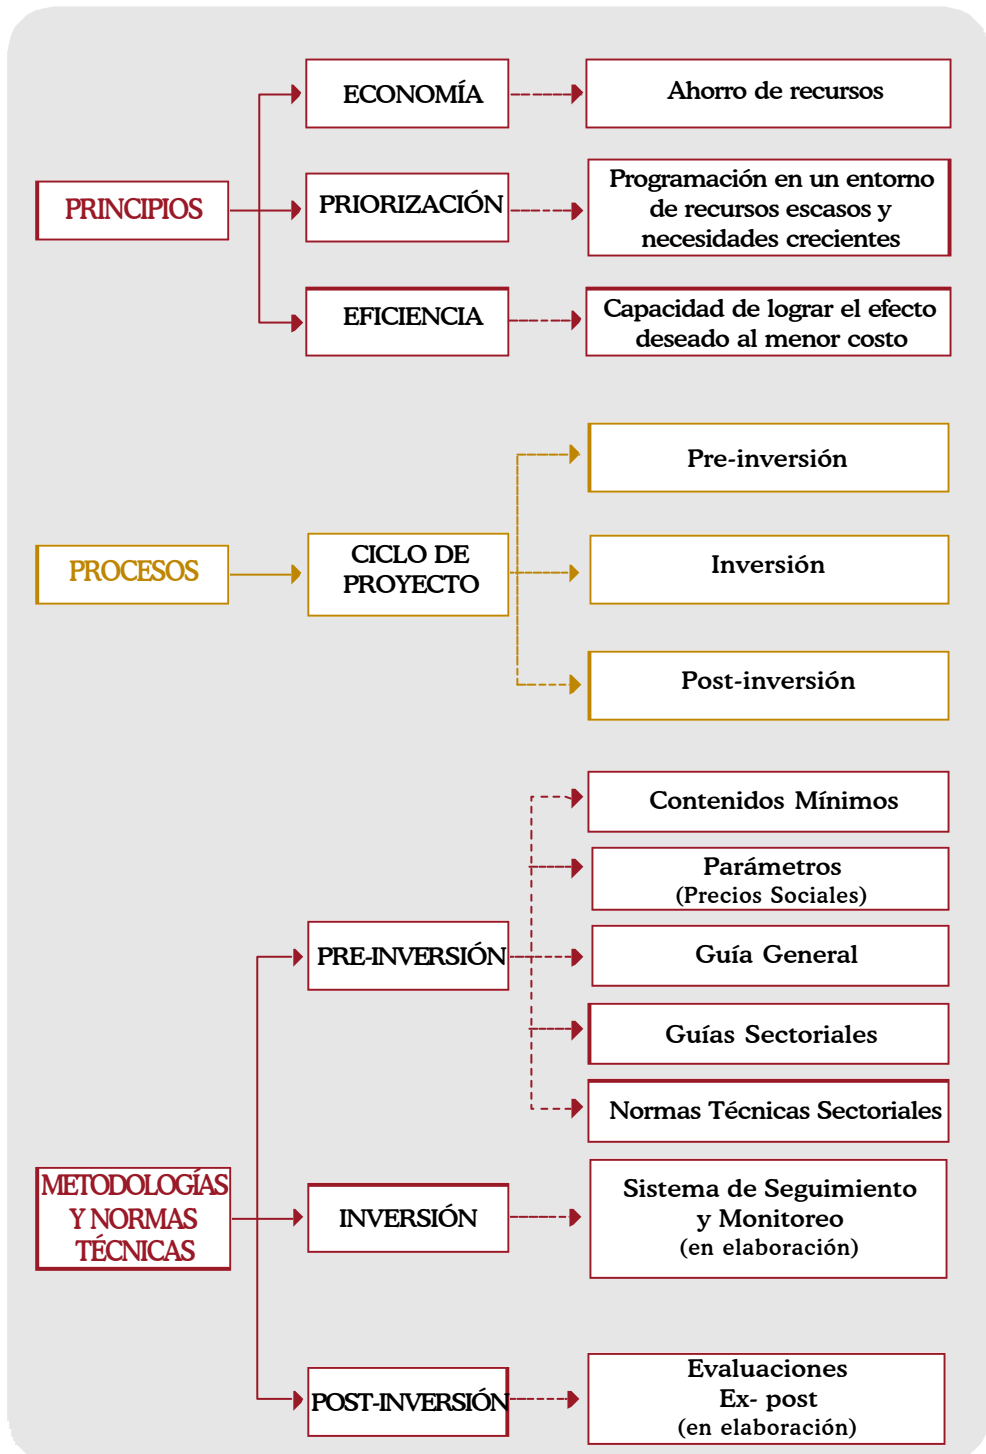 PRINCIPIOS
ECONOMÍA
Ahorro de recursos
PRIORIZACIÓN
Programación en un entorno
de recursos escasos y
necesidades crecientes
EFICIENCIA
Capacidad de lograr el efecto
deseado al menor costo
PROCESOS
CICLO DE
PROYECTO
Pre-inversión
Inversión
Post-inversión
METODOLOGÍAS
Y NORMAS
TÉCNICAS
PRE-INVERSIÓN
Contenidos Mínimos
Parámetros
(Precios Sociales)
Guía General
Guías Sectoriales
Normas Técnicas Sectoriales
INVERSIÓN
Sistema de Seguimiento
y Monitoreo
(en elaboración)
POST-INVERSIÓN
Evaluaciones
Ex- post
(en elaboración)